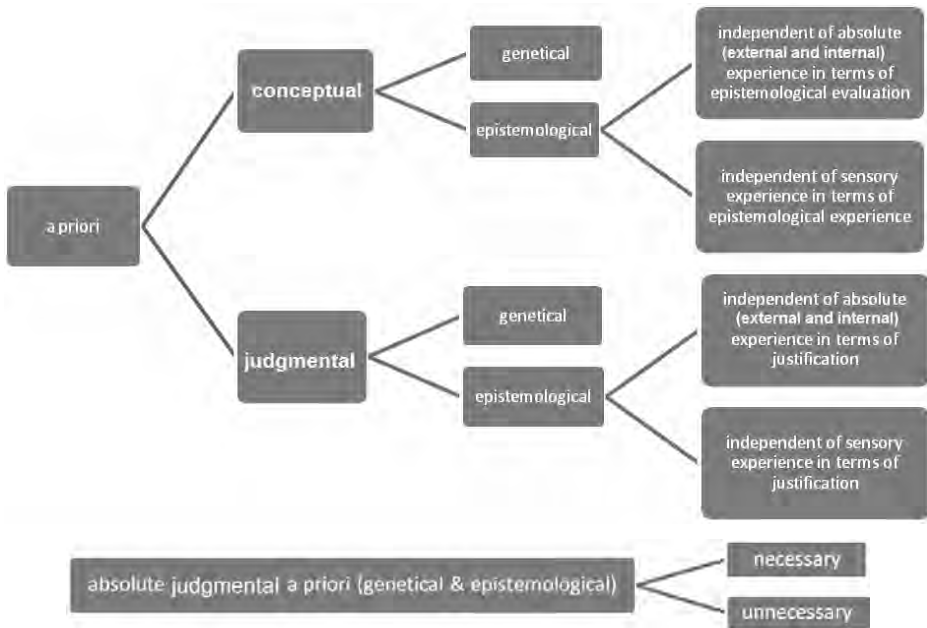 a priori
conceptual
genetical
epistemological
independent of absolute
(external and internal)
experience in terms of
epistemological evaluation
independent of sensory
experience in terms of
epistemological experience
judgmental
genetical
epistemological
independent of absolute
(external and internal)
experience in terms of
justification
independent of sensory
experience in terms of
justification
absolute judgmental a priori (genetical & epistemological)
necessary
unnecessary